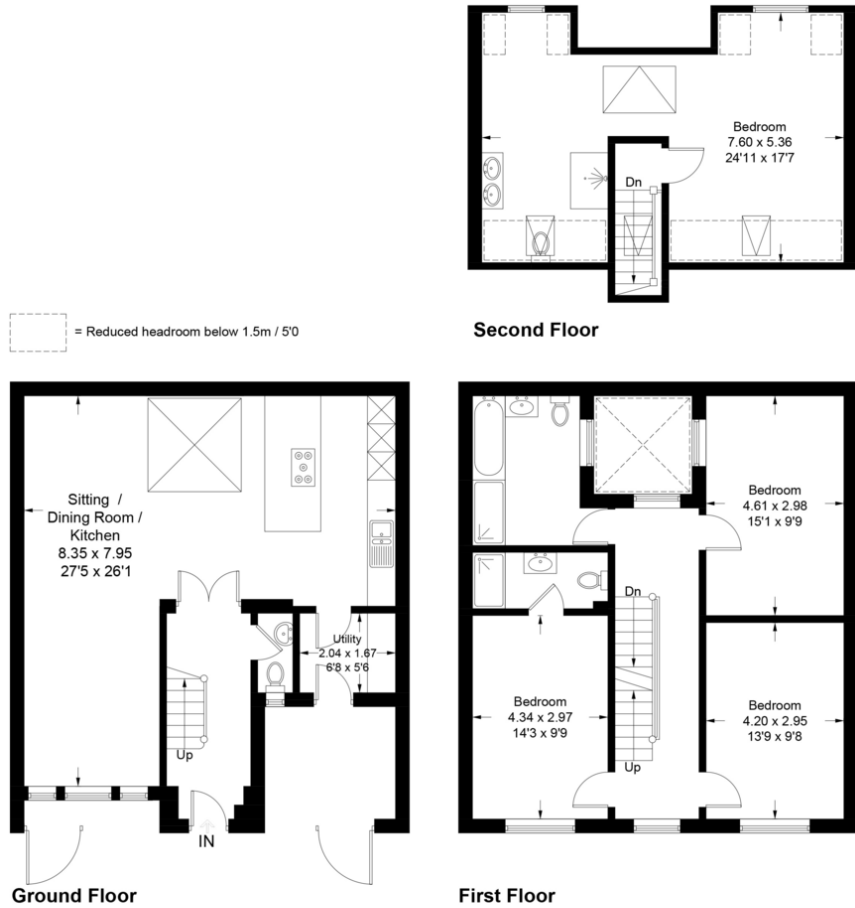 Bedroom
7.60 x 5.36
24'11 x 17'7
Dn
Second Floor
= Reduced headroom below 1.5m / 5'0
Sitting /
Dining Room /
Kitchen
8.35 x 7.95
27'5 x 26'1
Utility
2.04 x 1.67
6'8 x 5'6
Up
IN
Ground Floor
Bedroom
4.61 x 2.98
15'1 x 9'9
Dn
Bedroom
4.34 x 2.97
14'3 x 9'9
Bedroom
4.20 x 2.95
13'9 x 9'8
Up
First Floor